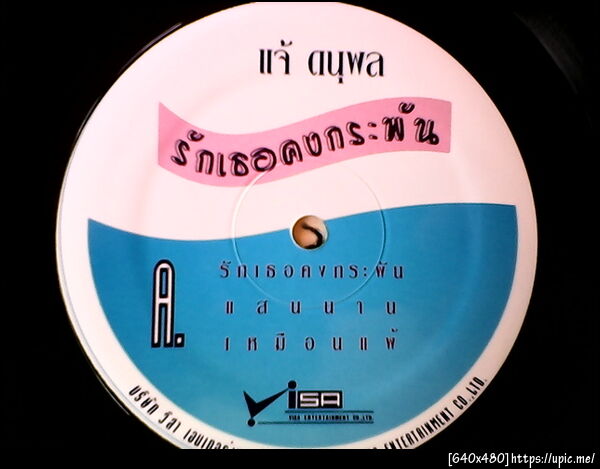 แจ้ ดนุพล
รักเธอคงกระพัน
A.
รักเธอคงกระพัน
แสนนาน
เหมือนแพ้
VISA
VISA ENTERTAINMENT CO.,LTD.
บริษัท วีซ่า
ENTERTAINMENT CO.,LTD.
[640x480]https://upic.me/